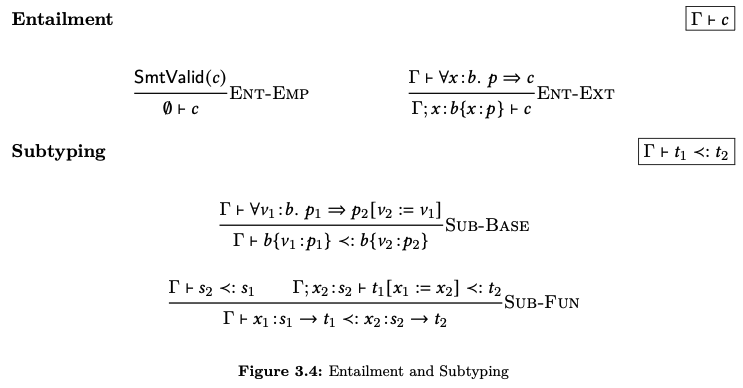 Entailment Γ ⊢ c
SmtValid(c) Γ ⊢ ∀x:b. p ⇒ c
Ent-Emp Ent-Ext
∅ ⊢ c Γ; x:b{x:p} ⊢ c
Subtyping Γ ⊢ t₁ ≺: t₂
Γ ⊢ ∀v₁:b. p₁ ⇒ p₂[v₂ := v₁]
Sub-Base
Γ ⊢ b{v₁:p₁} ≺: b{v₂:p₂}
Γ ⊢ s₂ ≺: s₁ Γ; x₂:s₂ ⊢ t₁[x₁ := x₂] ≺: t₂
Sub-Fun
Γ ⊢ x₁:s₁ → t₁ ≺: x₂:s₂ → t₂
Figure 3.4: Entailment and Subtyping